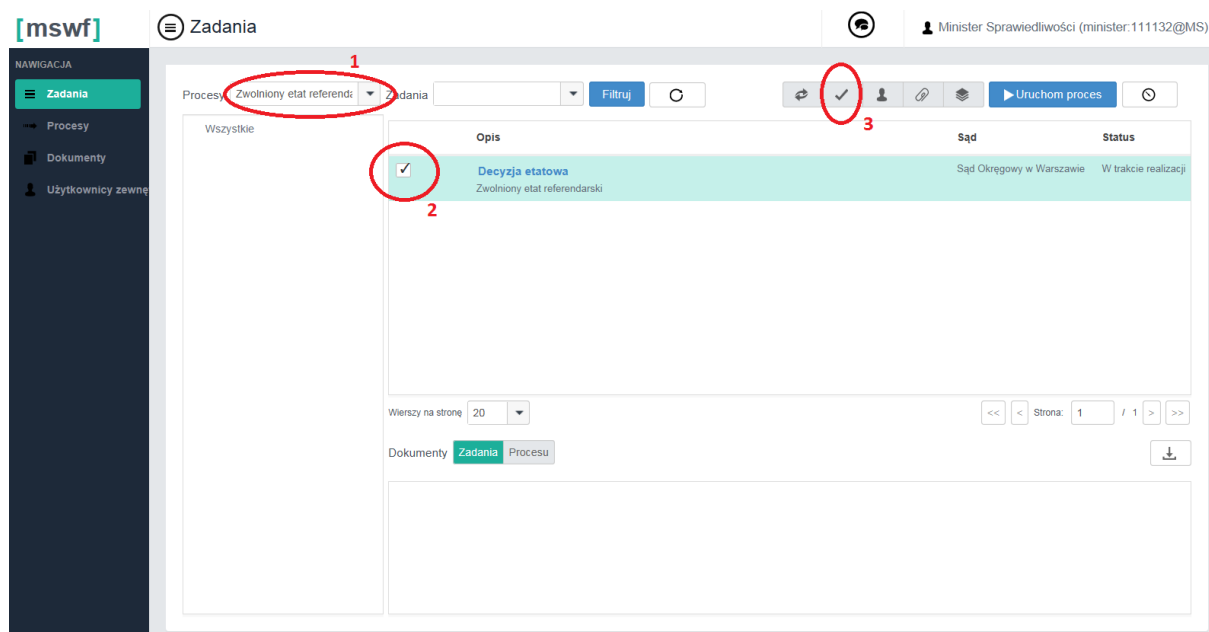 [mswf]
Zadania
Minister Sprawiedliwości (minister:111132@MS)
NAWIGACJA
Zadania
Procesy
Dokumenty
Użytkownicy zewnę
1
Procesy Zwolniony etat referenda Zadania Filtruj Uruchom proces
3
Wszystkie
Opis Sąd Status
Decyzja etatowa Sąd Okręgowy w Warszawie W trakcie realizacji
Zwolniony etat referendarski
2
Wierszy na stronę 20 << < Strona: 1 / 1 > >>
Dokumenty Zadania Procesu